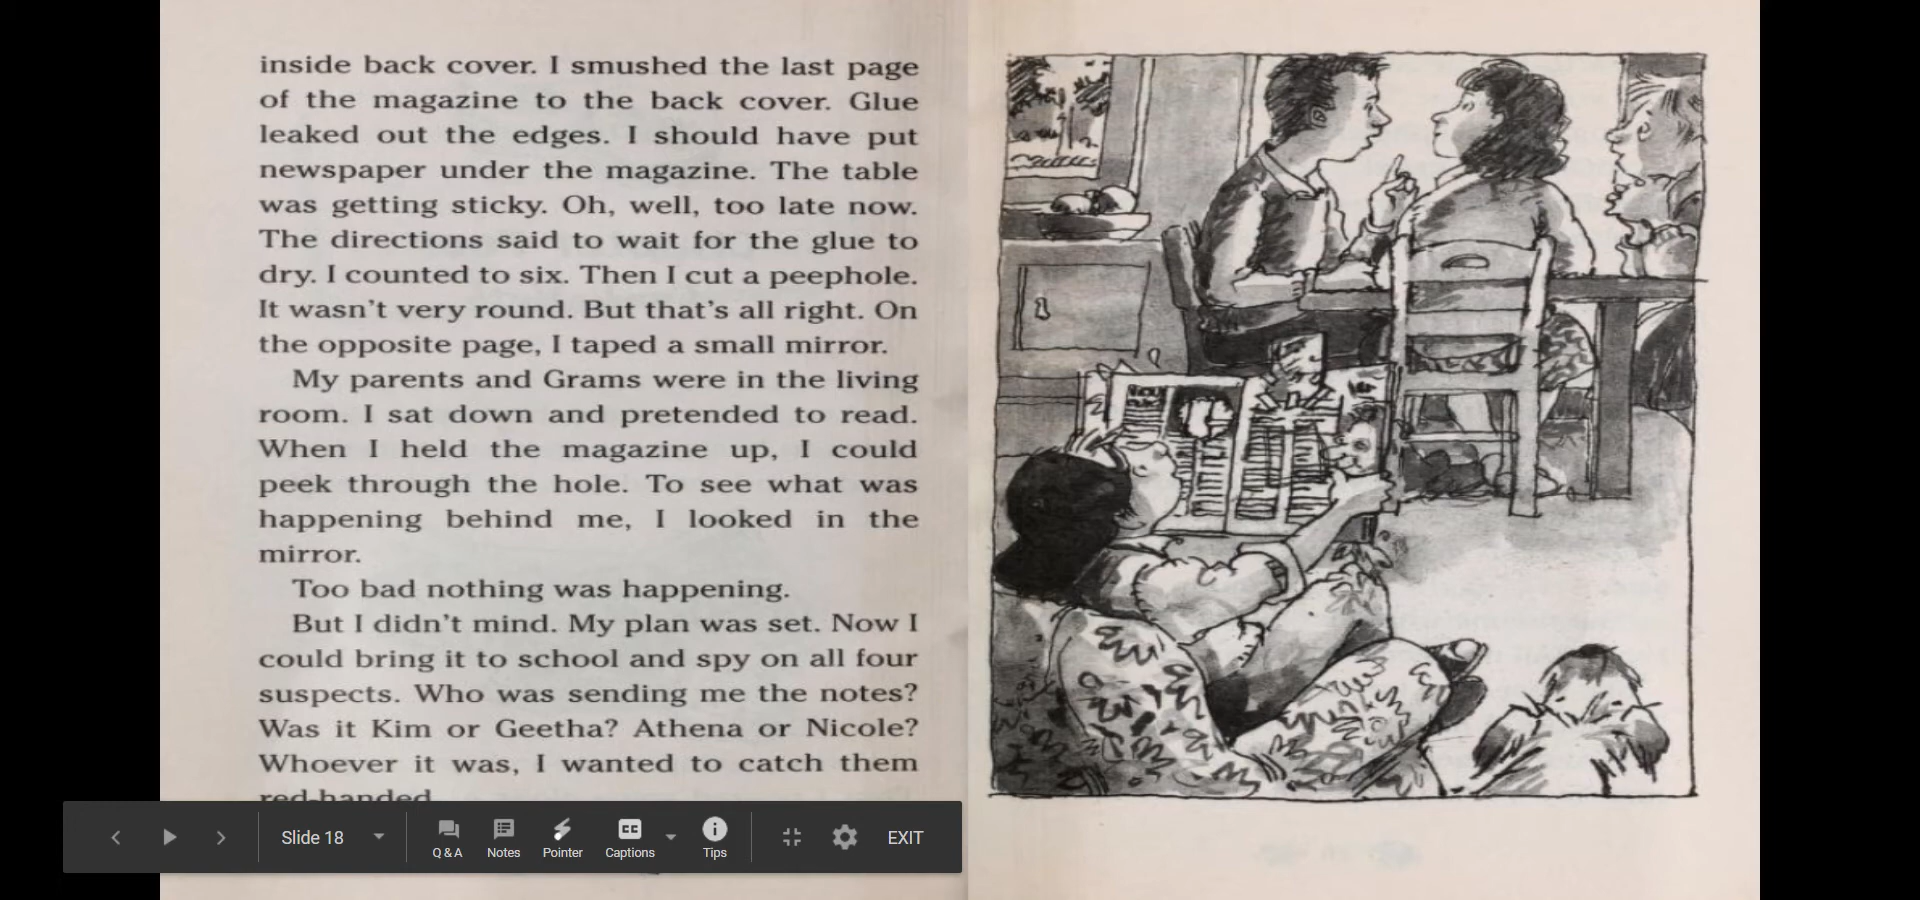 inside back cover. I smushed the last page
of the magazine to the back cover. Glue
leaked out the edges. I should have put
newspaper under the magazine. The table
was getting sticky. Oh, well, too late now.
The directions said to wait for the glue to
dry. I counted to six. Then I cut a peephole.
It wasn't very round. But that's all right. On
the opposite page, I taped a small mirror.
My parents and Grams were in the living
room. I sat down and pretended to read.
When I held the magazine up, I could
peek through the hole. To see what was
happening behind me, I looked in the
mirror.
Too bad nothing was happening.
But I didn't mind. My plan was set. Now I
could bring it to school and spy on all four
suspects. Who was sending me the notes?
Was it Kim or Geetha? Athena or Nicole?
Whoever it was, I wanted to catch them
red-handed.
Slide 18
Q & A
Notes
Pointer
CC
Captions
Tips
EXIT